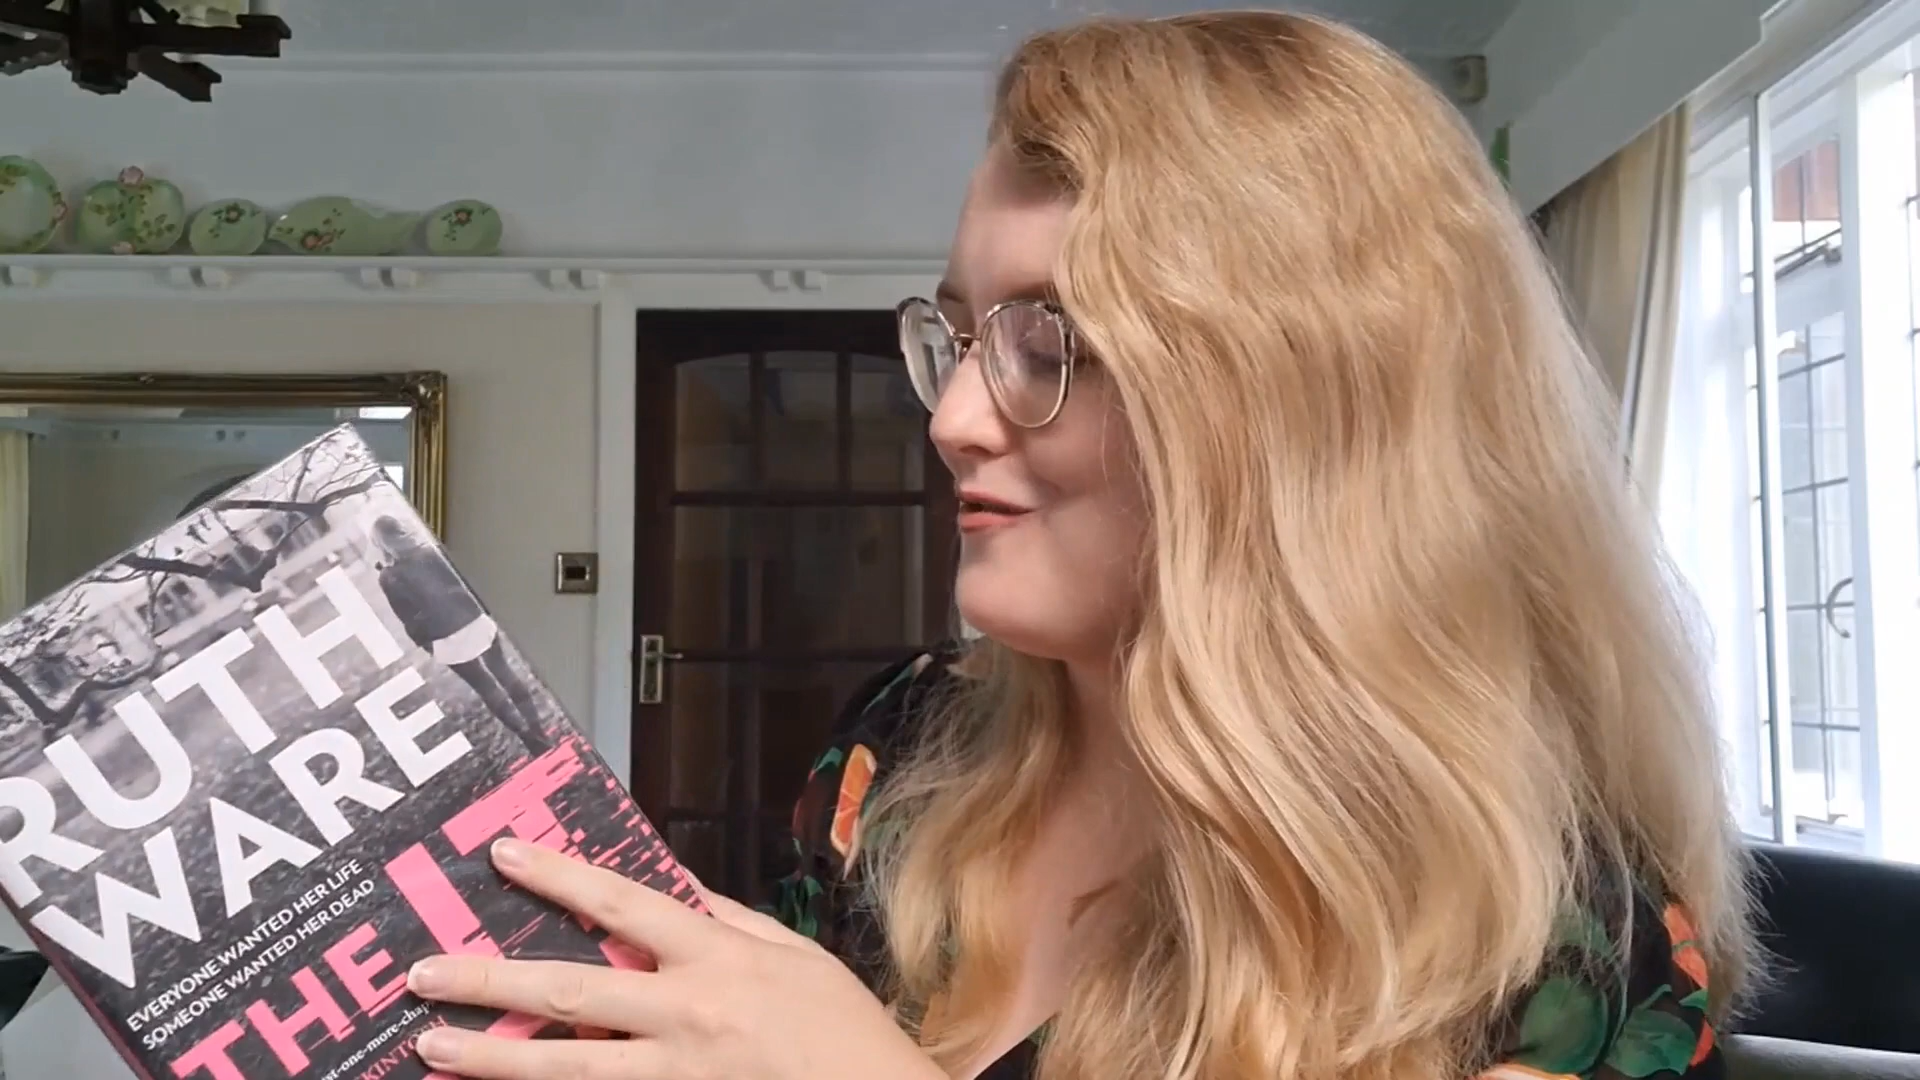 RUTH
WARE
EVERYONE WANTED HER LIFE
SOMEONE WANTED HER DEAD
THE IT